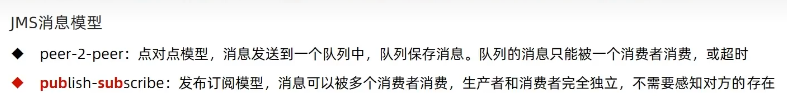 JMS消息模型
◆ peer-2-peer：点对点模型，消息发送到一个队列中，队列保存消息。队列的消息只能被一个消费者消费，或超时
◆ publish-subscribe：发布订阅模型，消息可以被多个消费者消费，生产者和消费者完全独立，不需要感知对方的存在